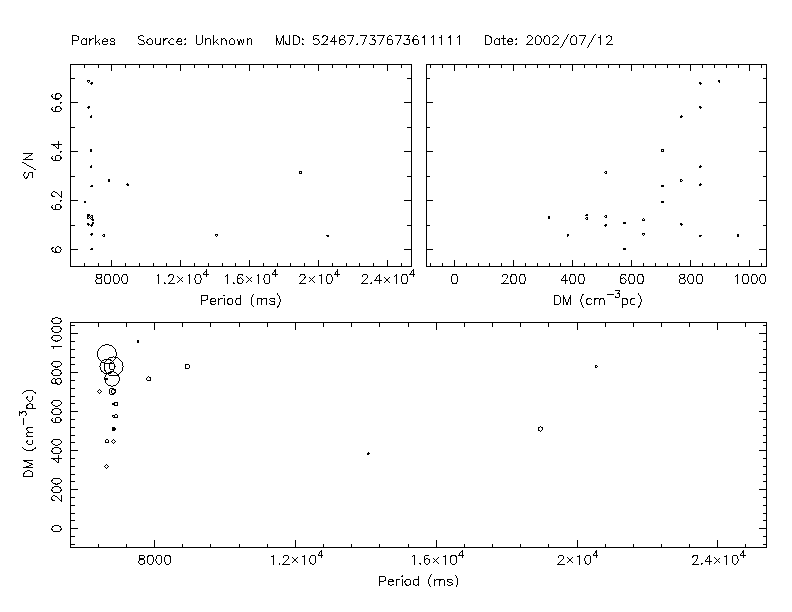 Parkes Source: Unknown MJD: 52467.737673611111 Date: 2002/07/12
S/N
6.6
6.4
6.2
6
8000 1.2×10⁴ 1.6×10⁴ 2×10⁴ 2.4×10⁴
Period (ms)
0 200 400 600 800 1000
DM (cm⁻³pc)
DM (cm⁻³pc)
1000
800
600
400
200
0
8000 1.2×10⁴ 1.6×10⁴ 2×10⁴ 2.4×10⁴
Period (ms)